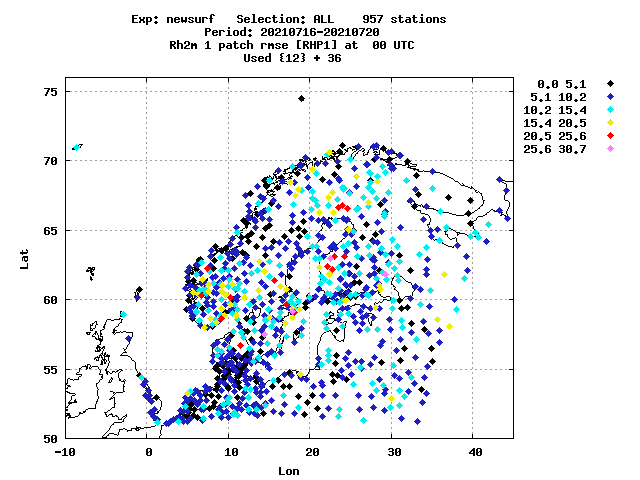 Exp: newsurf   Selection: ALL    957 stations
Period: 20210716-20210720
Rh2m 1 patch rmse [RHP1] at  00 UTC
Used {12} + 36
0.0 5.1
5.1 10.2
10.2 15.4
15.4 20.5
20.5 25.6
25.6 30.7
75
70
65
60
55
50
Lat
-10 0 10 20 30 40
Lon